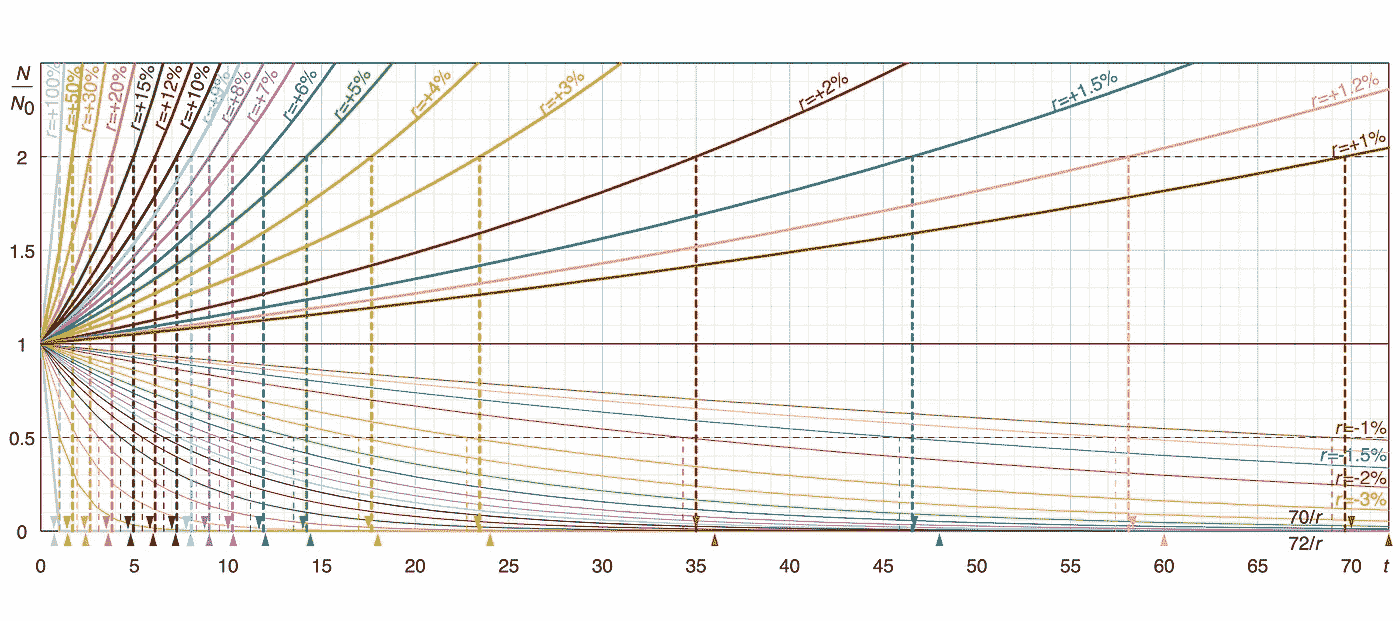 N
N0
r=+100%
r=+50%
r=+30%
r=+20%
r=+15%
r=+12%
r=+10%
r=+9%
r=+8%
r=+7%
r=+6%
r=+5%
r=+4%
r=+3%
r=+2%
r=+1.5%
r=+1.2%
r=+1%
2
1.5
1
0.5
0
r=-1%
r=-1.5%
r=-2%
r=-3%
70/r
72/r
0 5 10 15 20 25 30 35 40 45 50 55 60 65 70 t